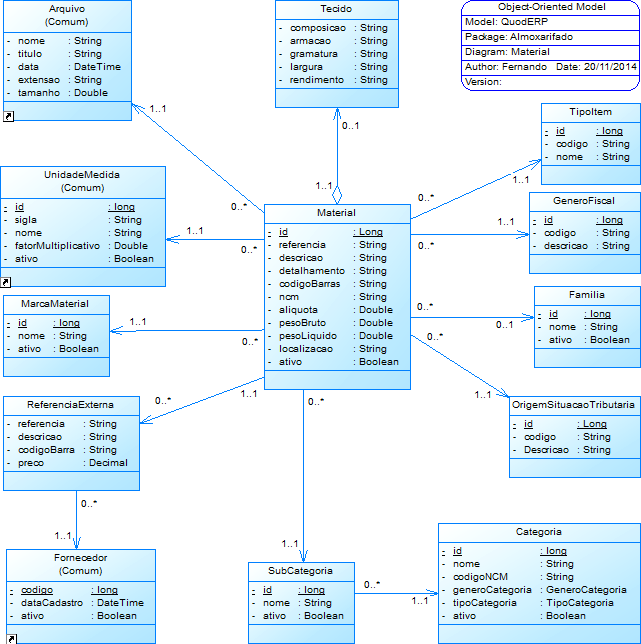 Arquivo
(Comum)
- nome : String
- titulo : String
- data : DateTime
- extensao : String
- tamanho : Double
Tecido
- composicao : String
- armacao : String
- gramatura : String
- largura : String
- rendimento : String
Object-Oriented Model
Model: QuodERP
Package: Almoxarifado
Diagram: Material
Author: Fernando Date: 20/11/2014
Version:
1..1
0..*
0..1
1..1
TipoItem
- id : long
- codigo : String
- nome : String
0..*
1..1
UnidadeMedida
(Comum)
- id : long
- sigla : String
- nome : String
- fatorMultiplicativo : Double
- ativo : Boolean
1..1
0..*
Material
- id : Long
- referencia : String
- descricao : String
- detalhamento : String
- codigoBarras : String
- ncm : String
- aliquota : Double
- pesoBruto : Double
- pesoLiquido : Double
- localizacao : String
- ativo : Boolean
GeneroFiscal
- id : long
- codigo : String
- descricao : String
1..1
0..*
MarcaMaterial
- id : long
- nome : String
- ativo : Boolean
1..1
0..*
Familia
- id : long
- nome : String
- ativo : Boolean
0..*
0..1
0..*
1..1
ReferenciaExterna
- referencia : String
- descricao : String
- codigoBarra : String
- preco : Decimal
0..*
1..1
0..*
1..1
OrigemSituacaoTributaria
- id : Long
- codigo : String
- Descricao : String
0..*
1..1
Fornecedor
(Comum)
- codigo : long
- dataCadastro : DateTime
- ativo : Boolean
SubCategoria
- id : long
- nome : String
- ativo : Boolean
0..*
1..1
Categoria
- id : long
- nome : String
- codigoNCM : String
- generoCategoria : GeneroCategoria
- tipoCategoria : TipoCategoria
- ativo : Boolean